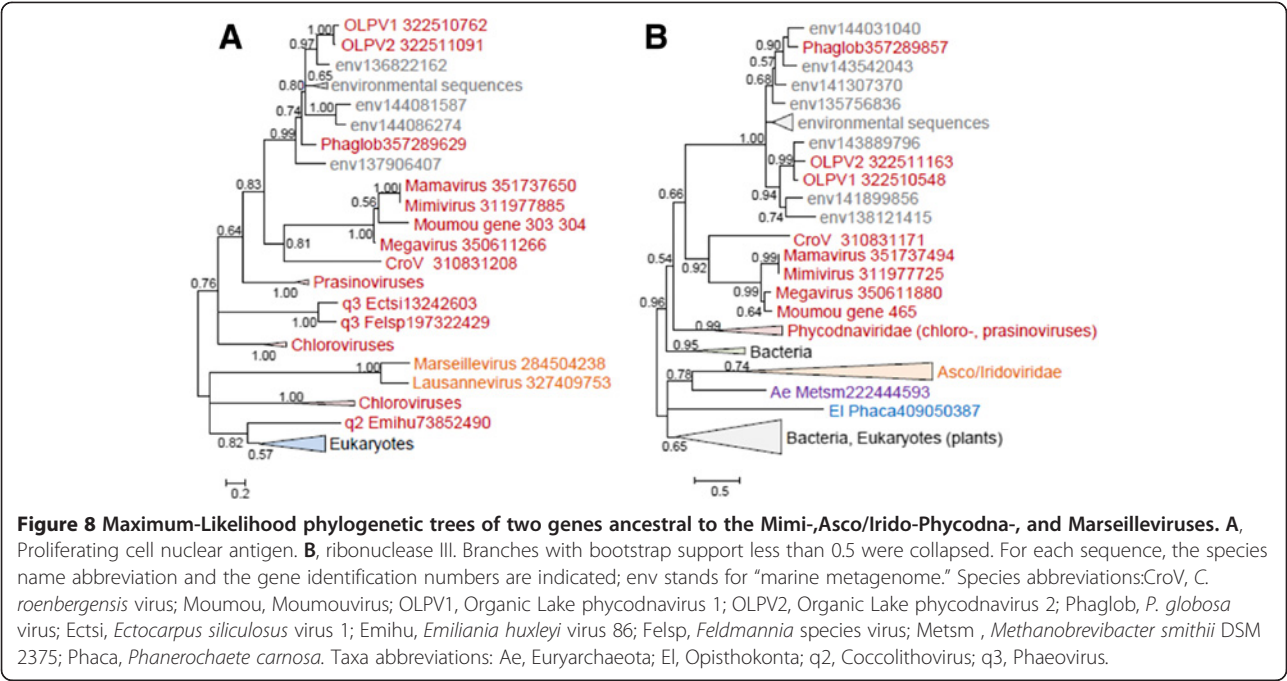 A
1.00
OLPV1 322510762
0.97
OLPV2 322511091
env136822162
0.65
0.80
environmental sequences
0.74
1.00
env144081587
env144086274
0.99
Phaglob357289629
env137906407
0.83
1.00
Mamavirus 351737650
0.56
Mimivirus 311977885
Moumou gene 303 304
1.00
Megavirus 350611266
0.64
0.81
CroV 310831208
0.76
Prasinoviruses
1.00
q3 Ectsi13242603
1.00
q3 Felsp197322429
Chloroviruses
1.00
1.00
Marseillevirus 284504238
Lausannevirus 327409753
1.00
Chloroviruses
q2 Emihu73852490
0.82
0.57
Eukaryotes
0.2
B
env144031040
0.90
Phaglob357289857
0.57
env143542043
0.68
env141307370
env135756836
environmental sequences
1.00
env143889796
0.99
OLPV2 322511163
OLPV1 322510548
0.94
env141899856
0.74
env138121415
0.66
CroV 310831171
0.99
Mamavirus 351737494
0.54
0.92
Mimivirus 311977725
0.99
Megavirus 350611880
0.96
0.64
Moumou gene 465
0.99
Phycodnaviridae (chloro-, prasinoviruses)
0.95
Bacteria
0.74
Asco/Iridoviridae
0.78
Ae Metsm222444593
El Phaca409050387
Bacteria, Eukaryotes (plants)
0.65
0.5
Figure 8 Maximum-Likelihood phylogenetic trees of two genes ancestral to the Mimi-,Asco/Irido-Phycodna-, and Marseilleviruses. A,
Proliferating cell nuclear antigen. B, ribonuclease III. Branches with bootstrap support less than 0.5 were collapsed. For each sequence, the species
name abbreviation and the gene identification numbers are indicated; env stands for “marine metagenome.” Species abbreviations:CroV, C.
roenbergensis virus; Moumou, Moumouvirus; OLPV1, Organic Lake phycodnavirus 1; OLPV2, Organic Lake phycodnavirus 2; Phaglob, P. globosa
virus; Ectsi, Ectocarpus siliculosus virus 1; Emihu, Emiliania huxleyi virus 86; Felsp, Feldmannia species virus; Metsm , Methanobrevibacter smithii DSM
2375; Phaca, Phanerochaete carnosa. Taxa abbreviations: Ae, Euryarchaeota; El, Opisthokonta; q2, Coccolithovirus; q3, Phaeovirus.